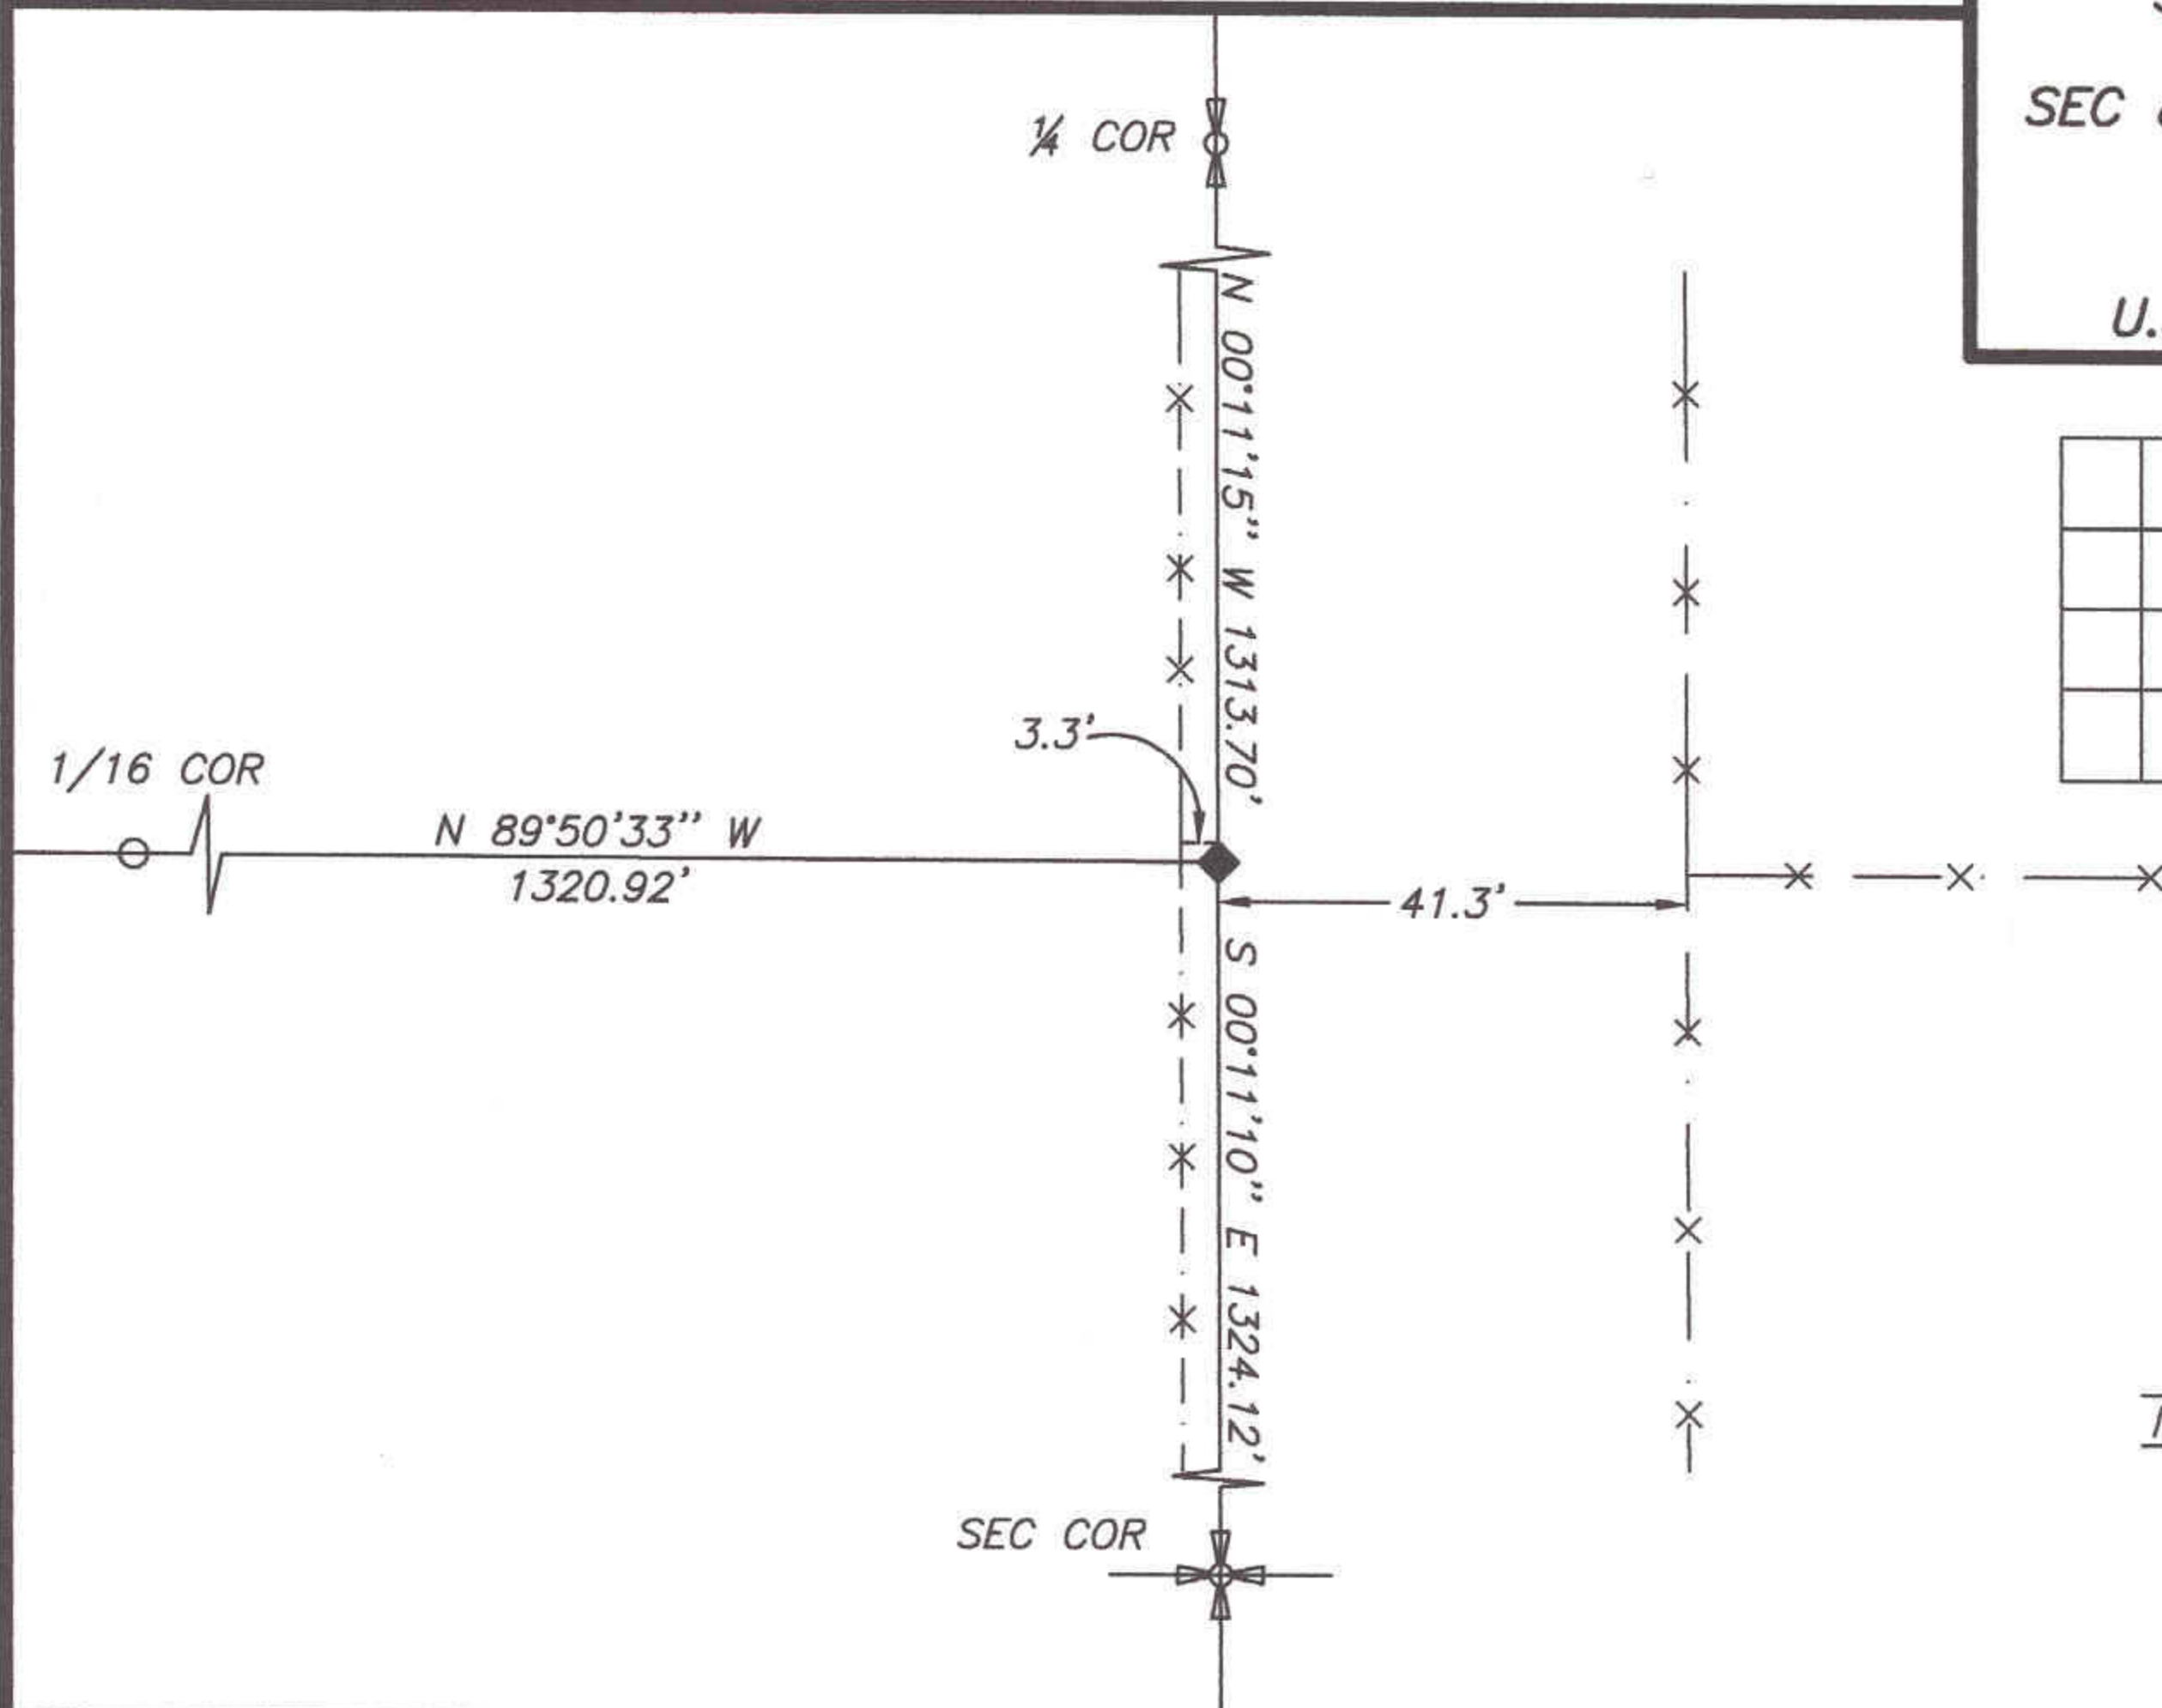 SEC
U.
¼ COR
N 00°11'15" W 1313.70'
3.3'
1/16 COR
N 89°50'33" W
1320.92'
41.3'
S 00°11'10" E 1324.12'
SEC COR